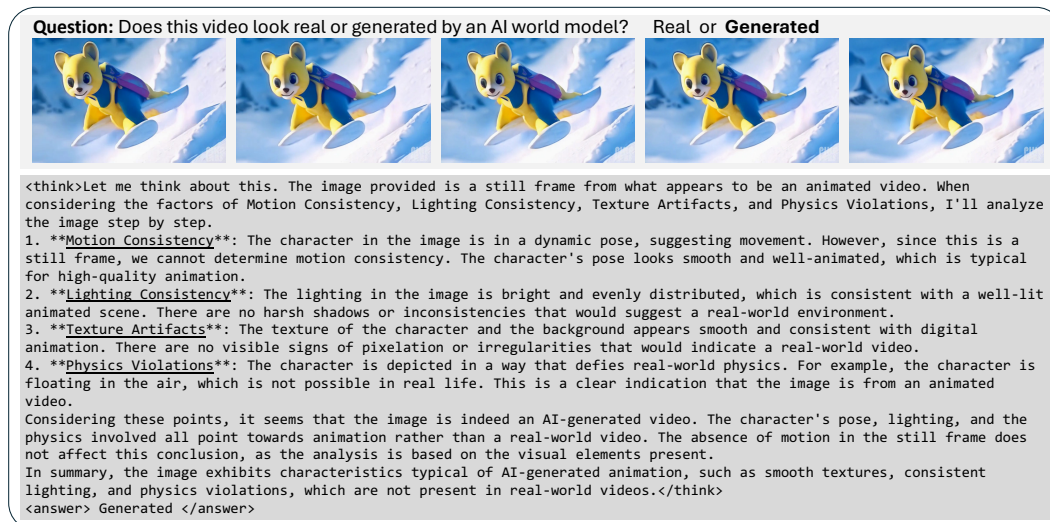 Question: Does this video look real or generated by an AI world model? Real or Generated
<think>Let me think about this. The image provided is a still frame from what appears to be an animated video. When
considering the factors of Motion Consistency, Lighting Consistency, Texture Artifacts, and Physics Violations, I'll analyze
the image step by step.
1. **Motion Consistency**: The character in the image is in a dynamic pose, suggesting movement. However, since this is a
still frame, we cannot determine motion consistency. The character's pose looks smooth and well-animated, which is typical
for high-quality animation.
2. **Lighting Consistency**: The lighting in the image is bright and evenly distributed, which is consistent with a well-lit
animated scene. There are no harsh shadows or inconsistencies that would suggest a real-world environment.
3. **Texture Artifacts**: The texture of the character and the background appears smooth and consistent with digital
animation. There are no visible signs of pixelation or irregularities that would indicate a real-world video.
4. **Physics Violations**: The character is depicted in a way that defies real-world physics. For example, the character is
floating in the air, which is not possible in real life. This is a clear indication that the image is from an animated
video.
Considering these points, it seems that the image is indeed an AI-generated video. The character's pose, lighting, and the
physics involved all point towards animation rather than a real-world video. The absence of motion in the still frame does
not affect this conclusion, as the analysis is based on the visual elements present.
In summary, the image exhibits characteristics typical of AI-generated animation, such as smooth textures, consistent
lighting, and physics violations, which are not present in real-world videos.</think>
<answer> Generated </answer>